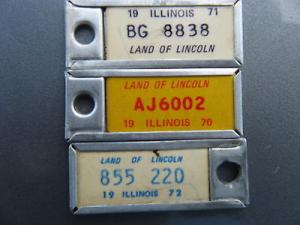 19 ILLINOIS 71
BG 8838
LAND OF LINCOLN
LAND OF LINCOLN
AJ6002
19 ILLINOIS 70
LAND OF LINCOLN
855 220
19 ILLINOIS 72